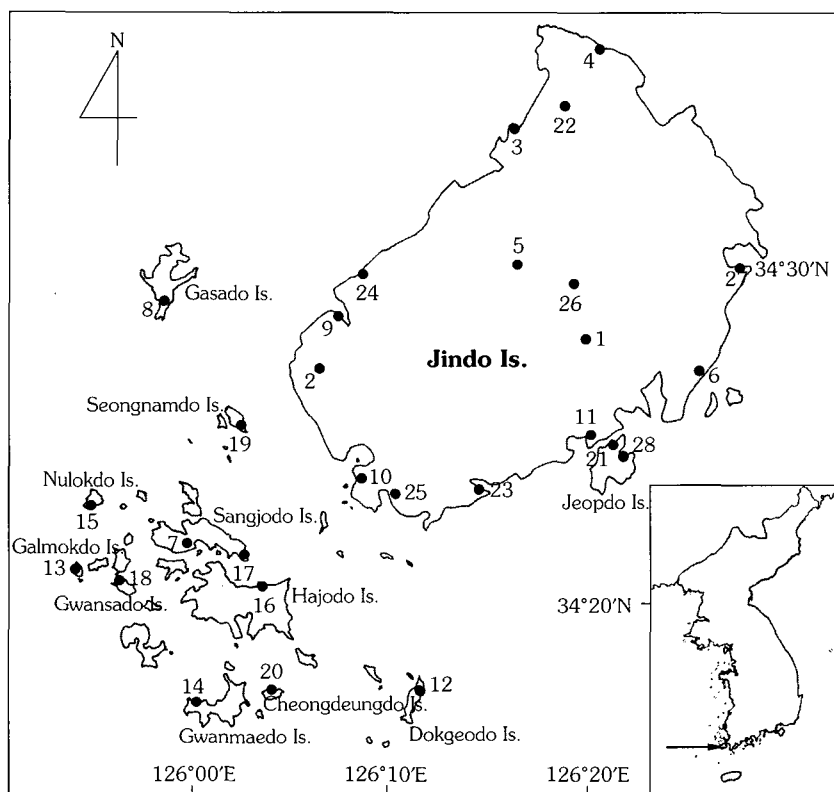 N
4
22
3
5
34°30′N
27
24
26
Gasado Is.
8
9
1
Jindo Is.
2
6
Seongnamdo Is.
19
11
28
21
10
Nulokdo Is.
25
23
Jeopdo Is.
15
Sangjodo Is.
7
Galmokdo Is.
13
17
18
Hajodo Is.
Gwansado Is.
16
34°20′N
20
12
14
Cheongdeungdo Is.
Gwanmaedo Is.
Dokgeodo Is.
126°00′E
126°10′E
126°20′E